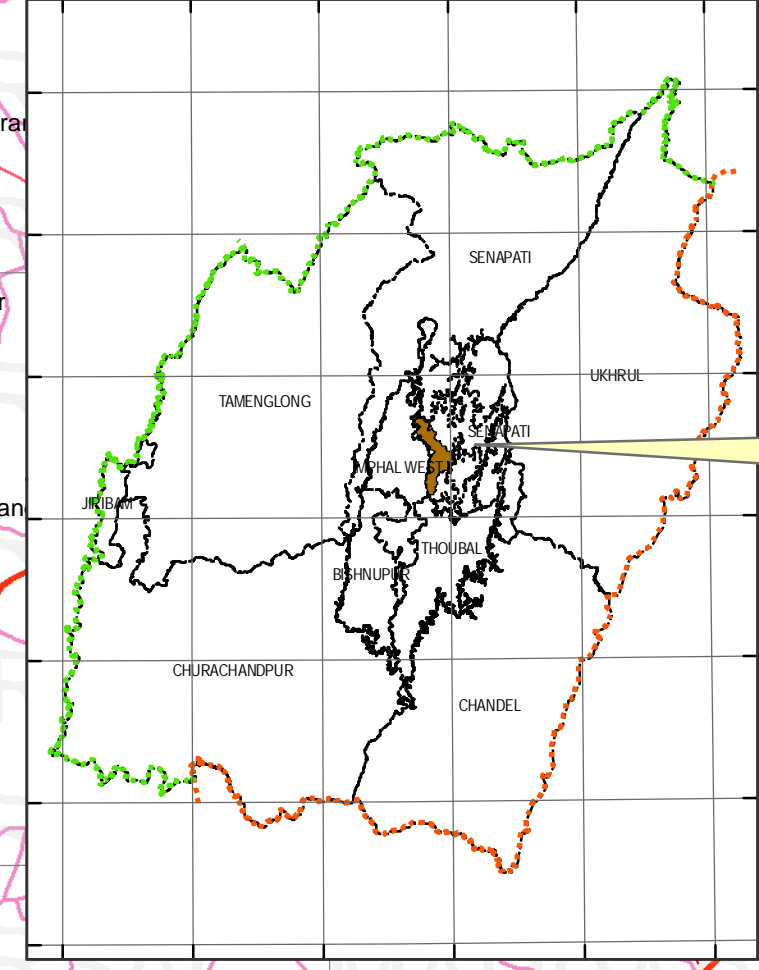 SENAPATI
UKHRUL
TAMENGLONG
SENAPATI
IMPHAL WEST
JIRIBAM
THOUBAL
BISHNUPUR
CHURACHANDPUR
CHANDEL